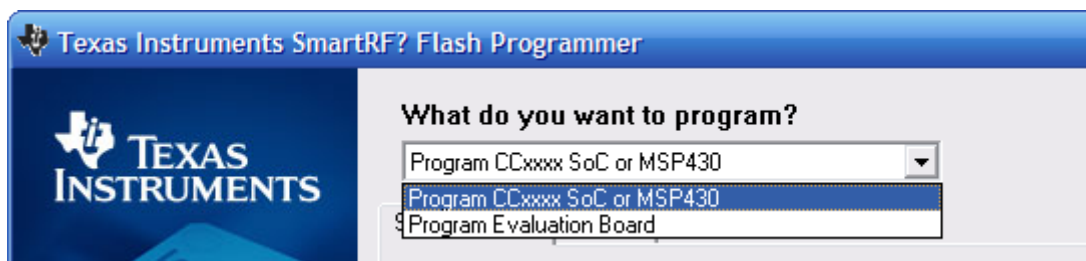 Texas Instruments SmartRF? Flash Programmer
TEXAS
INSTRUMENTS
What do you want to program?
Program CCxxxx SoC or MSP430
Program CCxxxx SoC or MSP430
Program Evaluation Board